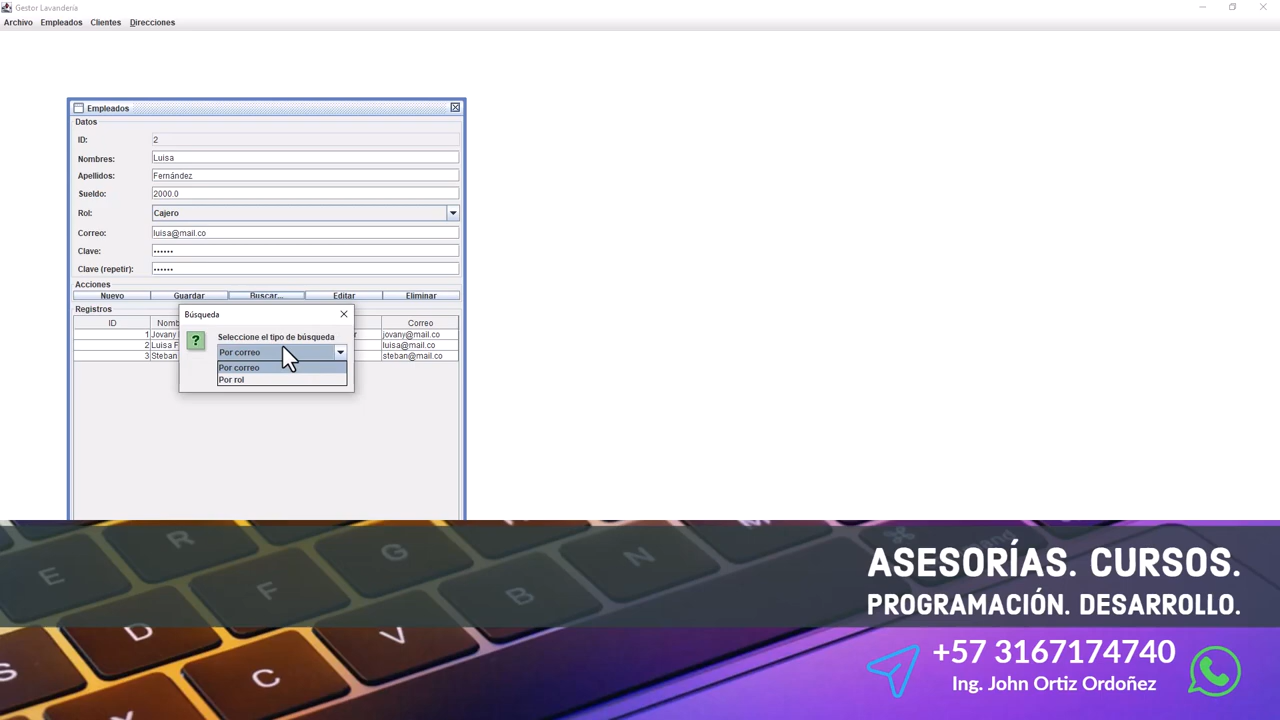 Gestor Lavandería
Archivo Empleados Clientes Direcciones
Empleados
Datos
ID: 2
Nombres: Luisa
Apellidos: Fernández
Sueldo: 2000.0
Rol: Cajero
Correo: luisa@mail.co
Clave: ••••••
Clave (repetir): ••••••
Acciones
Nuevo Guardar Buscar... Editar Eliminar
Registros
ID Nomb Correo
1 Jovany jovany@mail.co
2 Luisa F luisa@mail.co
3 Steban steban@mail.co
Búsqueda
Seleccione el tipo de búsqueda
Por correo
Por correo
Por rol
ASESORÍAS. CURSOS.
PROGRAMACIÓN. DESARROLLO.
+57 3167174740
Ing. John Ortiz Ordoñez
E R F G B N D V C S M